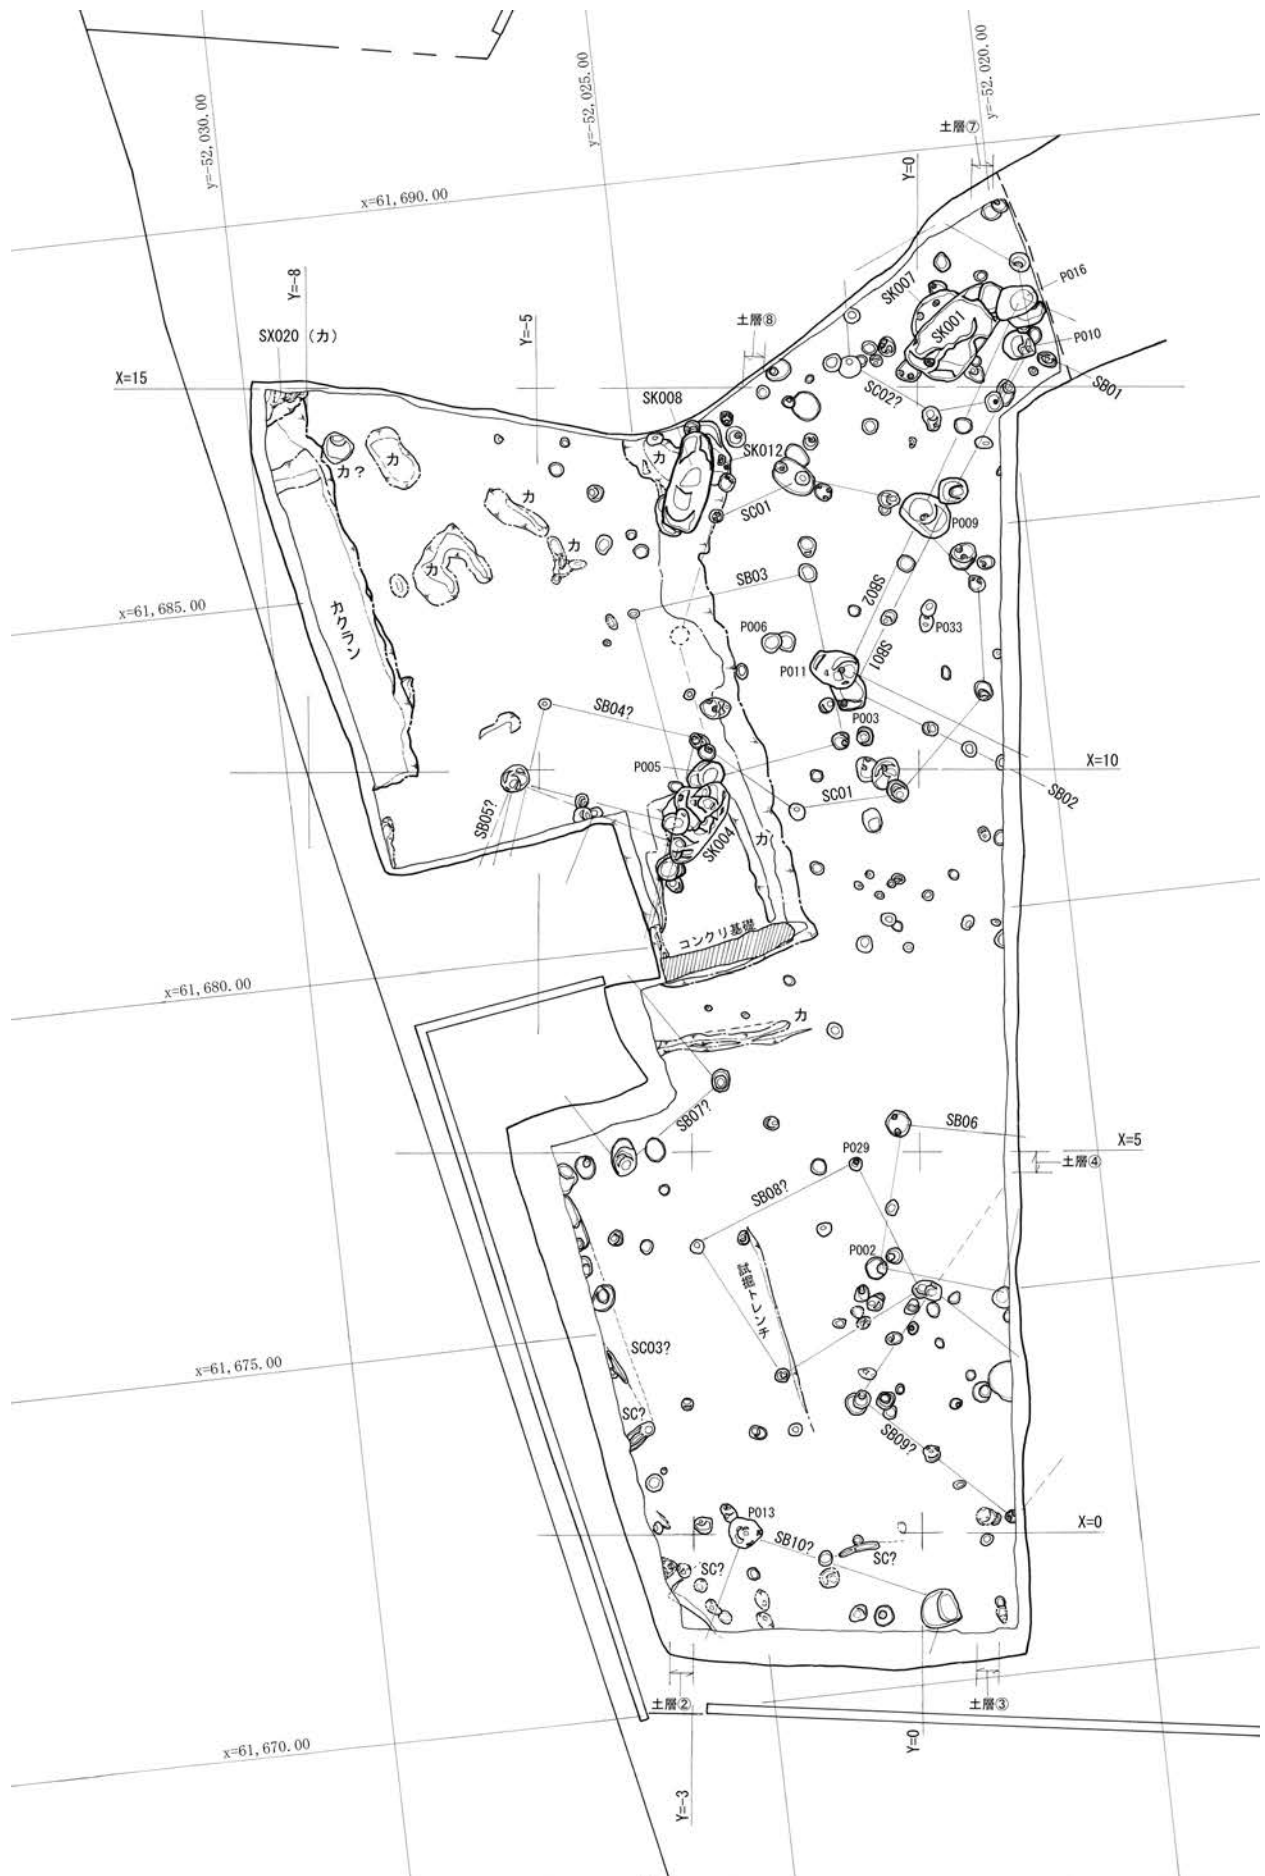 y=-52,030.00
y=-52,025.00
y=-52,020.00
土層⑦
x=61,690.00
Y=0
Y=-8
Y=-5
SX020（カ）
X=15
土層⑧
SK007
SK001
P016
P010
SB01
SC02?
SK008
カ
SK012
SC01
カ?
カ
カ
カ
カ
P009
カクラン
x=61,685.00
SB03
SB02
P006
P033
P011
SB01
P003
SB04?
P005
X=10
SB02
SC01
SB05?
SK004
カ
コンクリ基礎
x=61,680.00
カ
SB07?
SB06
X=5
P029
土層④
SB08?
P002
試掘トレンチ
SC03?
x=61,675.00
SC?
SB09?
P013
X=0
SB10?
SC?
SC?
土層②
土層③
Y=0
x=61,670.00
Y=-3